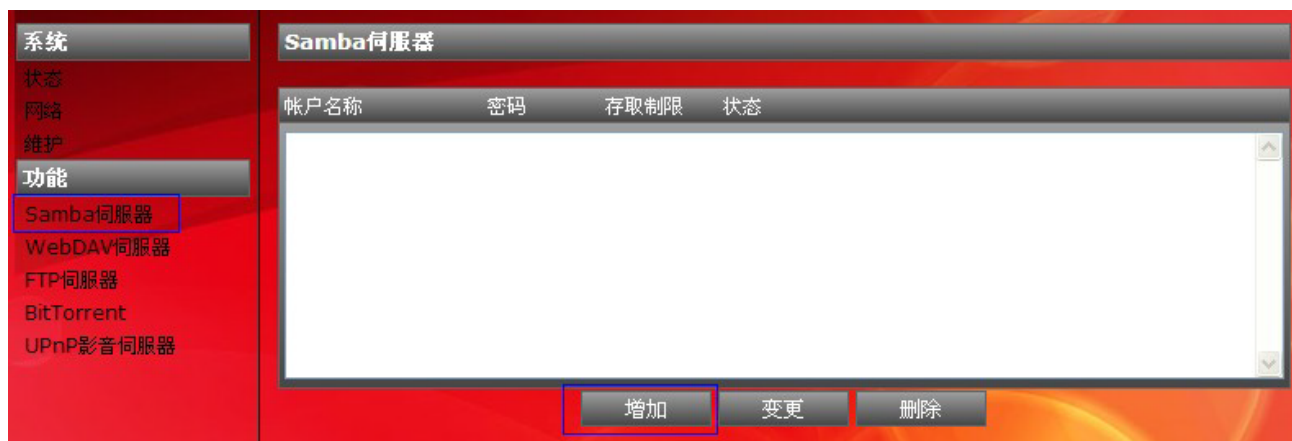 系统
状态
网络
维护
功能
Samba伺服器
WebDAV伺服器
FTP伺服器
BitTorrent
UPnP影音伺服器
Samba伺服器
帐户名称 密码 存取制限 状态
增加 变更 删除